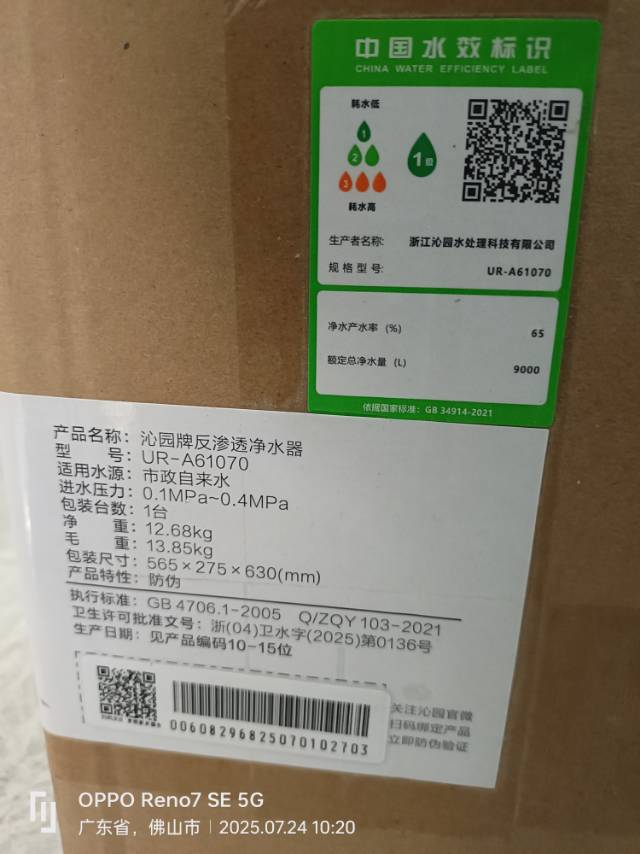 中国水效标识
CHINA WATER EFFICIENCY LABEL
耗水低
1
2
3
耗水高
1级
生产者名称: 浙江沁园水处理科技有限公司
规格型号: UR-A61070
净水产水率 (%) 65
额定总净水量 (L) 9000
依据国家标准: GB 34914-2021
产品名称: 沁园牌反渗透净水器
型 号: UR-A61070
适用水源: 市政自来水
进水压力: 0.1MPa~0.4MPa
包装台数: 1台
净 重: 12.68kg
毛 重: 13.85kg
包装尺寸: 565×275×630(mm)
产品特性: 防伪
执行标准: GB 4706.1-2005 Q/ZQY 103-2021
卫生许可批准文号: 浙(04)卫水字(2025)第0136号
生产日期: 见产品编码10-15位
00608296825070102703
关注沁园官微
扫码绑定产品
立即防伪验证
OPPO Reno7 SE 5G
广东省，佛山市 | 2025.07.24 10:20